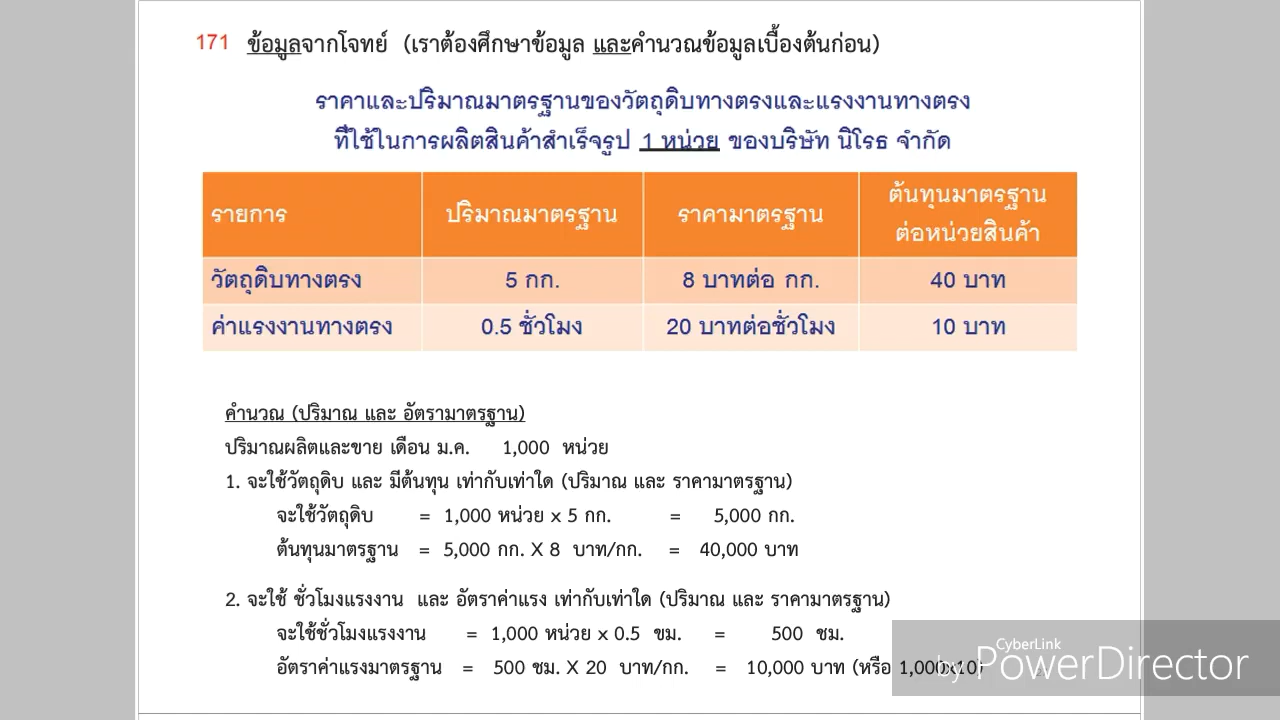 171 ข้อมูลจากโจทย์ (เราต้องศึกษาข้อมูล และคำนวณข้อมูลเบื้องต้นก่อน)
ราคาและปริมาณมาตรฐานของวัตถุดิบทางตรงและแรงงานทางตรง
ที่ใช้ในการผลิตสินค้าสำเร็จรูป 1 หน่วย ของบริษัท นิโรธ จำกัด
รายการ ปริมาณมาตรฐาน ราคามาตรฐาน ต้นทุนมาตรฐาน
ต่อหน่วยสินค้า
วัตถุดิบทางตรง 5 กก. 8 บาทต่อ กก. 40 บาท
ค่าแรงงานทางตรง 0.5 ชั่วโมง 20 บาทต่อชั่วโมง 10 บาท
คำนวณ (ปริมาณ และ อัตรามาตรฐาน)
ปริมาณผลิตและขาย เดือน ม.ค. 1,000 หน่วย
1. จะใช้วัตถุดิบ และ มีต้นทุน เท่ากับเท่าใด (ปริมาณ และ ราคามาตรฐาน)
จะใช้วัตถุดิบ = 1,000 หน่วย x 5 กก. = 5,000 กก.
ต้นทุนมาตรฐาน = 5,000 กก. X 8 บาท/กก. = 40,000 บาท
2. จะใช้ ชั่วโมงแรงงาน และ อัตราค่าแรง เท่ากับเท่าใด (ปริมาณ และ ราคามาตรฐาน)
จะใช้ชั่วโมงแรงงาน = 1,000 หน่วย x 0.5 ขม. = 500 ชม.
อัตราค่าแรงมาตรฐาน = 500 ชม. X 20 บาท/กก. = 10,000 บาท (หรือ 1,000x10)
CyberLink
by PowerDirector